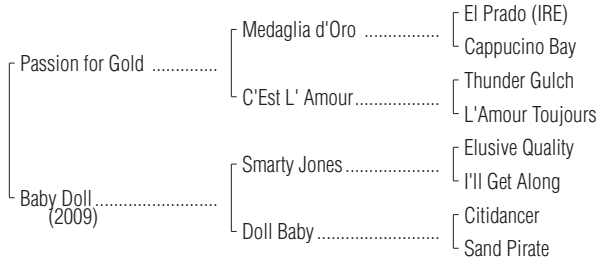 El Prado (IRE)
Medaglia d'Oro ................
Cappucino Bay
Passion for Gold ..............
Thunder Gulch
C'Est L' Amour..................
L'Amour Toujours
Elusive Quality
Smarty Jones....................
I'll Get Along
Baby Doll..........................
(2009)
Citidancer
Doll Baby..........................
Sand Pirate